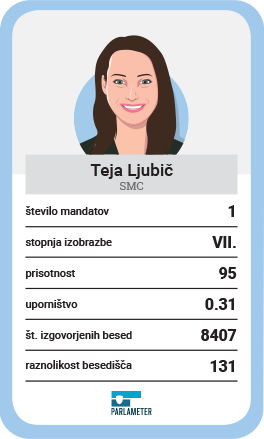 Teja Ljubič
SMC
število mandatov 1
stopnja izobrazbe VII.
prisotnost 95
uporništvo 0.31
št. izgovorjenih besed 8407
raznolikost besedišča 131
PARLAMETER